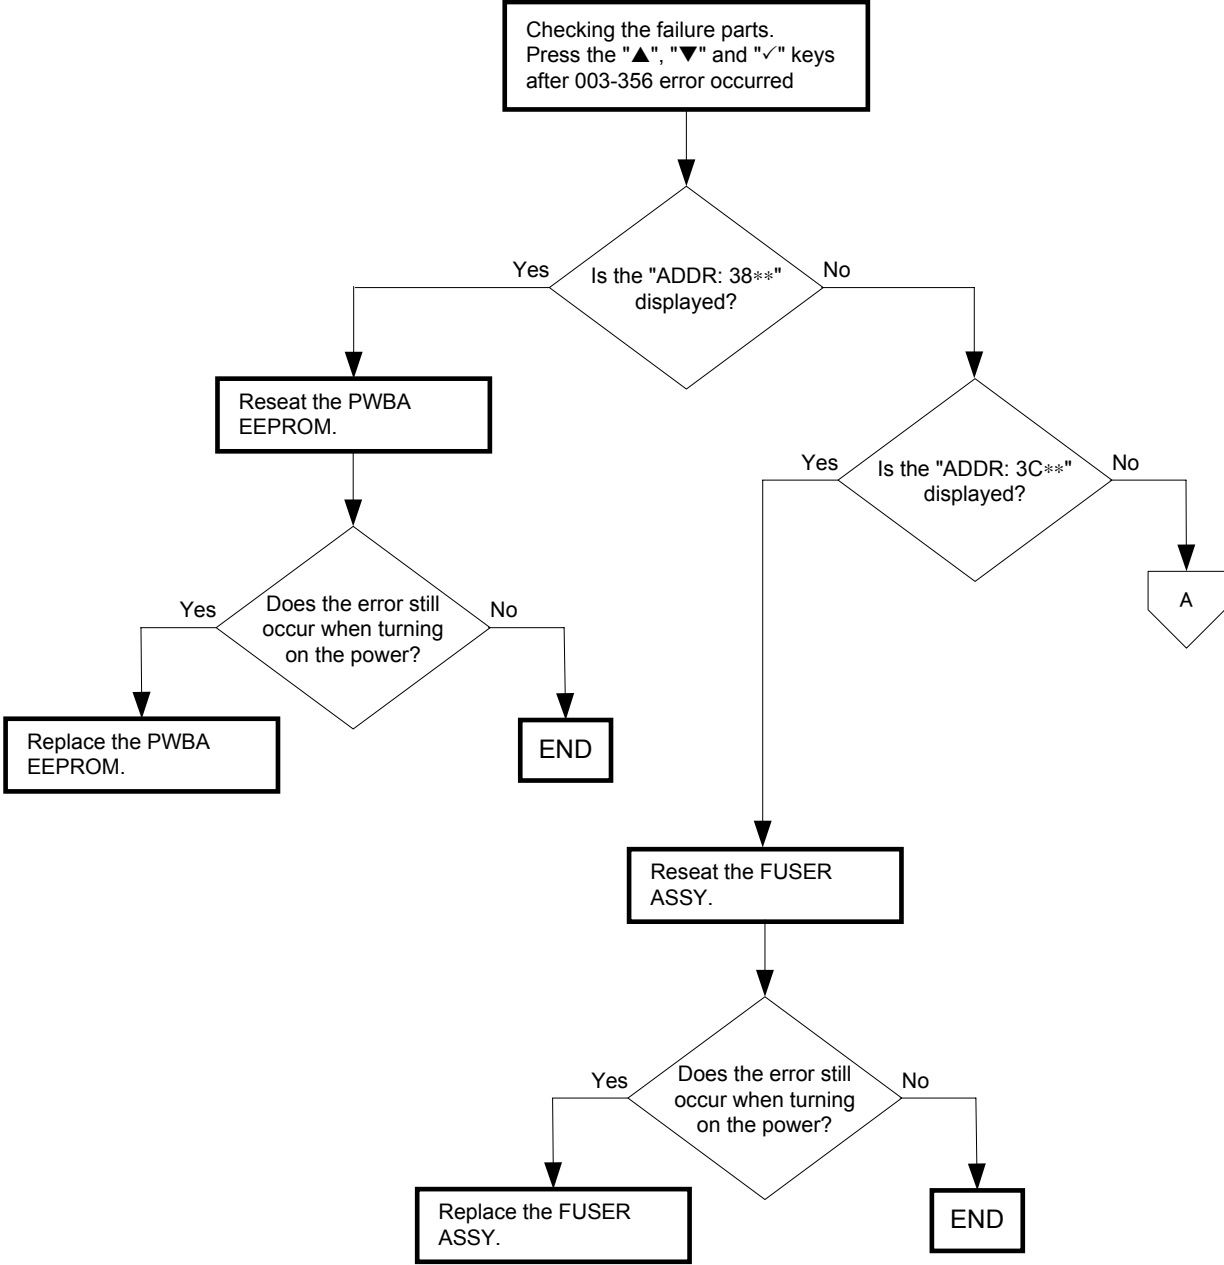 Checking the failure parts.
Press the "▲", "▼" and "✓" keys
after 003-356 error occurred
Yes
Is the "ADDR: 38**"
displayed?
No
Reseat the PWBA
EEPROM.
Yes
Is the "ADDR: 3C**"
displayed?
No
A
Yes
Does the error still
occur when turning
on the power?
No
Replace the PWBA
EEPROM.
END
Reseat the FUSER
ASSY.
Yes
Does the error still
occur when turning
on the power?
No
Replace the FUSER
ASSY.
END